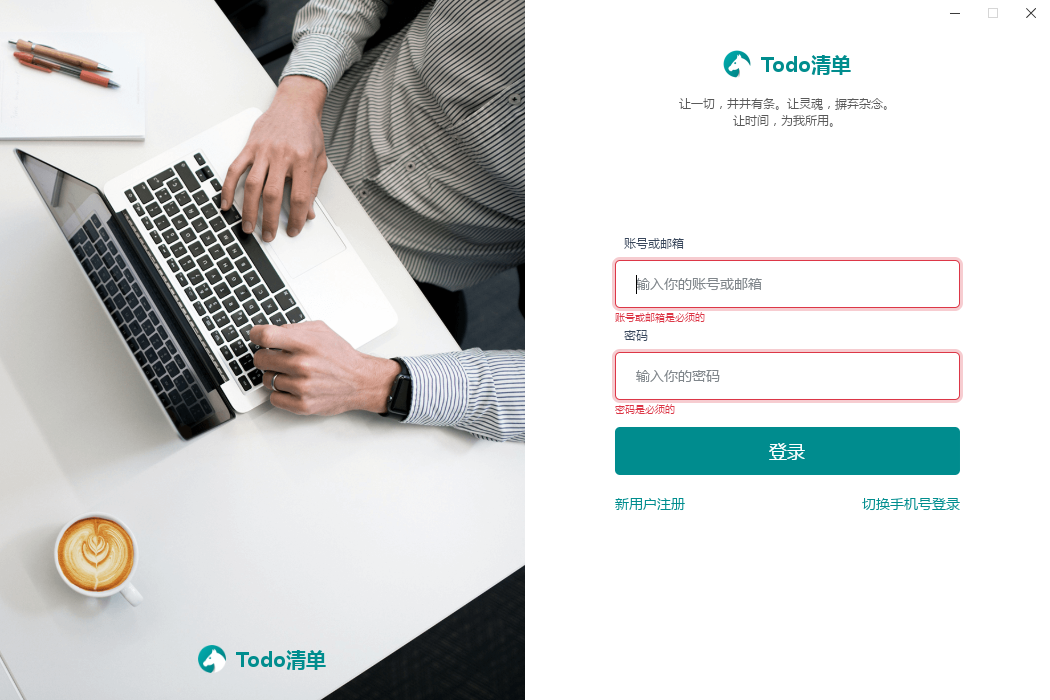 Todo清单
让一切，井井有条。让灵魂，摒弃杂念。
让时间，为我所用。
账号或邮箱
输入你的账号或邮箱
账号或邮箱是必须的
密码
输入你的密码
密码是必须的
登录
新用户注册
切换手机号登录
Todo清单